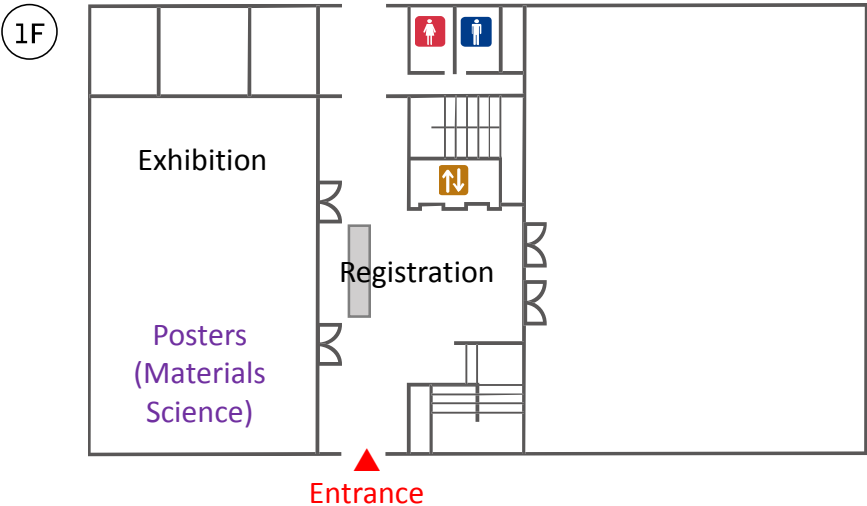 1F
Exhibition
Registration
Posters
(Materials
Science)
Entrance